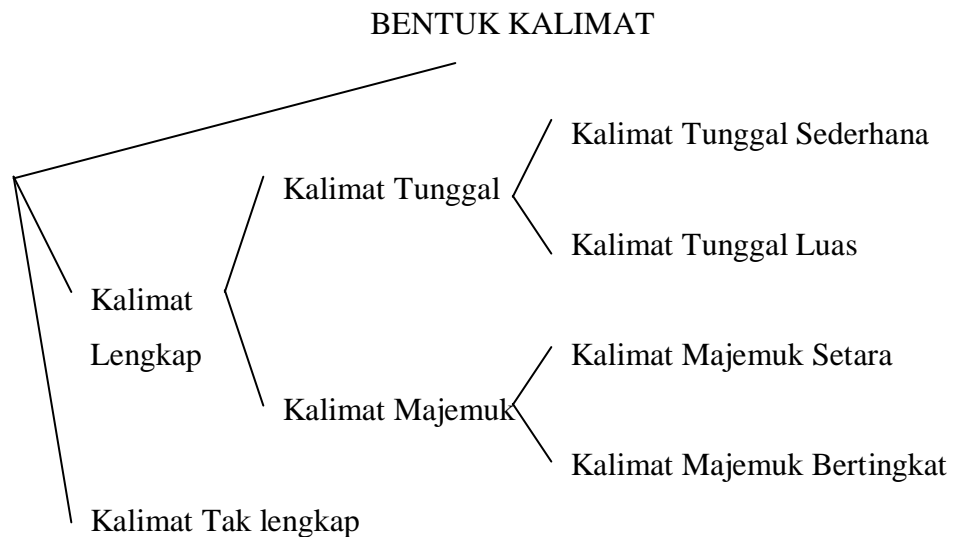 BENTUK KALIMAT
Kalimat Tunggal Sederhana
Kalimat Tunggal
Kalimat Tunggal Luas
Kalimat
Lengkap
Kalimat Majemuk Setara
Kalimat Majemuk
Kalimat Majemuk Bertingkat
Kalimat Tak lengkap